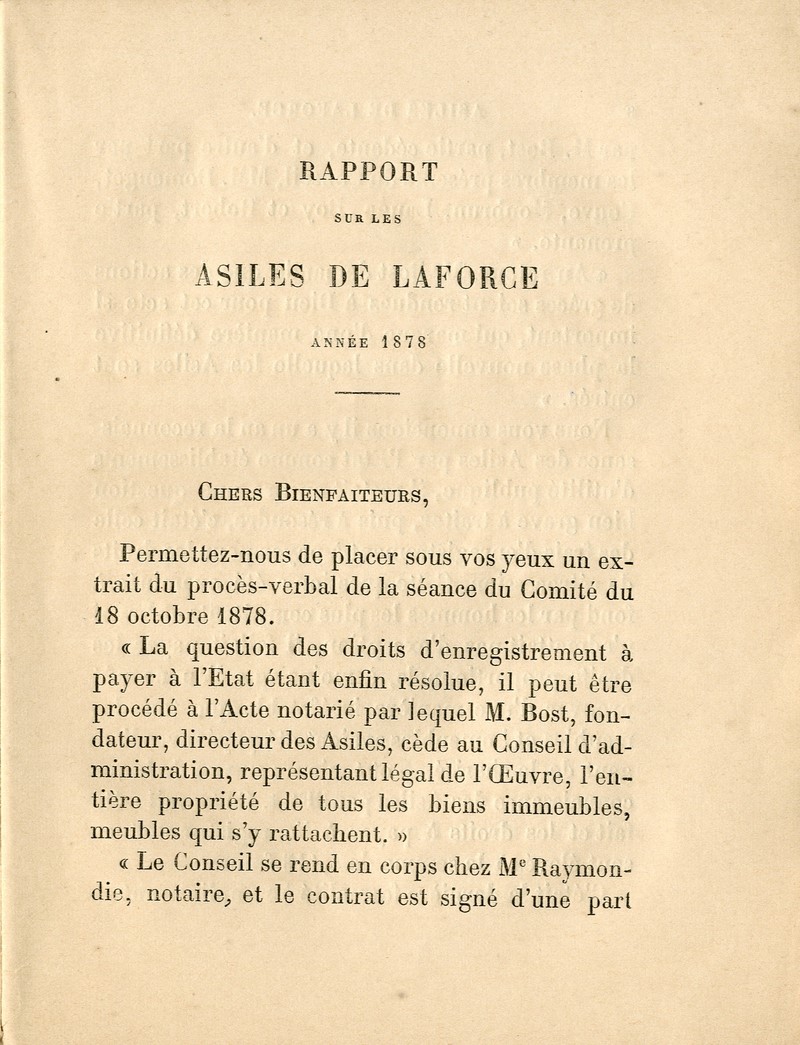 RAPPORT
SUR LES
ASILES DE LAFORCE
ANNÉE 1878
CHERS BIENFAITEURS,
Permettez-nous de placer sous vos yeux un ex-
trait du procès-verbal de la séance du Comité du
18 octobre 1878.
« La question des droits d'enregistrement à
payer à l'Etat étant enfin résolue, il peut être
procédé à l'Acte notarié par lequel M. Bost, fon-
dateur, directeur des Asiles, cède au Conseil d'ad-
ministration, représentant légal de l'Œuvre, l'en-
tière propriété de tous les biens immeubles,
meubles qui s'y rattachent. »
« Le Conseil se rend en corps chez Me Raymon-
die, notaire, et le contrat est signé d'une part